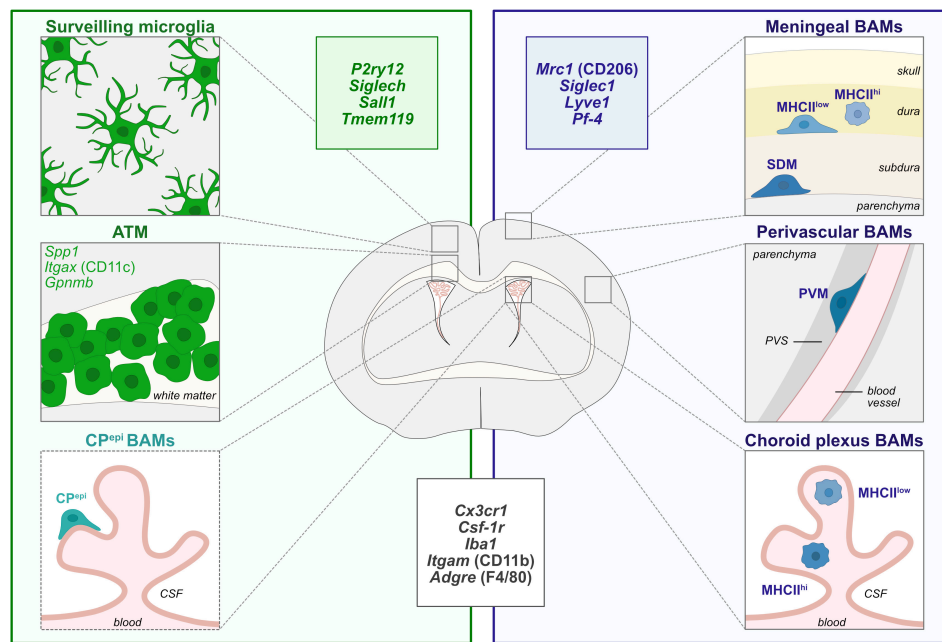 Surveilling microglia
P2ry12
Siglech
Sall1
Tmem119
ATM
Spp1
Itgax (CD11c)
Gpnmb
white matter
CPᵉᵖⁱ BAMs
CPᵉᵖⁱ
CSF
blood
Cx3cr1
Csf-1r
Iba1
Itgam (CD11b)
Adgre (F4/80)
Mrc1 (CD206)
Siglec1
Lyve1
Pf-4
Meningeal BAMs
skull
MHCIIʰⁱ
MHCIIˡᵒʷ
dura
SDM
subdura
parenchyma
Perivascular BAMs
parenchyma
PVM
PVS
blood
vessel
Choroid plexus BAMs
MHCIIˡᵒʷ
MHCIIʰⁱ
CSF
blood